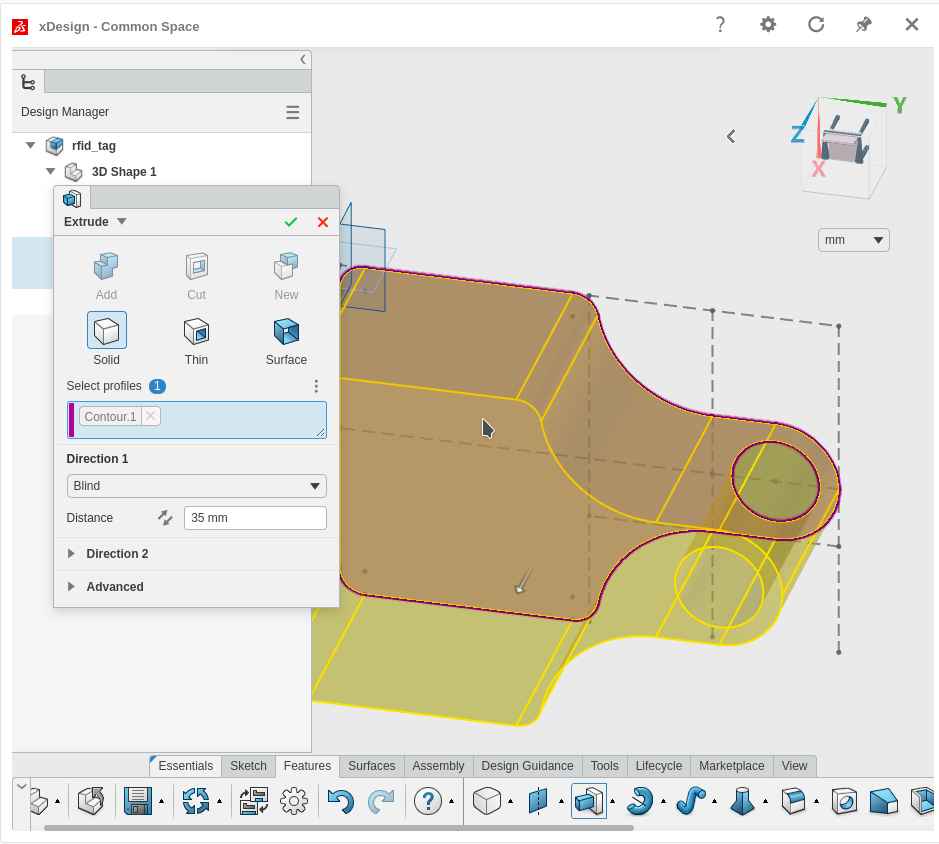 xDesign - Common Space
Design Manager
rfid_tag
3D Shape 1
Extrude
Add
Cut
New
Solid
Thin
Surface
Select profiles 1
Contour.1
Direction 1
Blind
Distance
35 mm
Direction 2
Advanced
Y
Z
X
mm
Essentials
Sketch
Features
Surfaces
Assembly
Design Guidance
Tools
Lifecycle
Marketplace
View